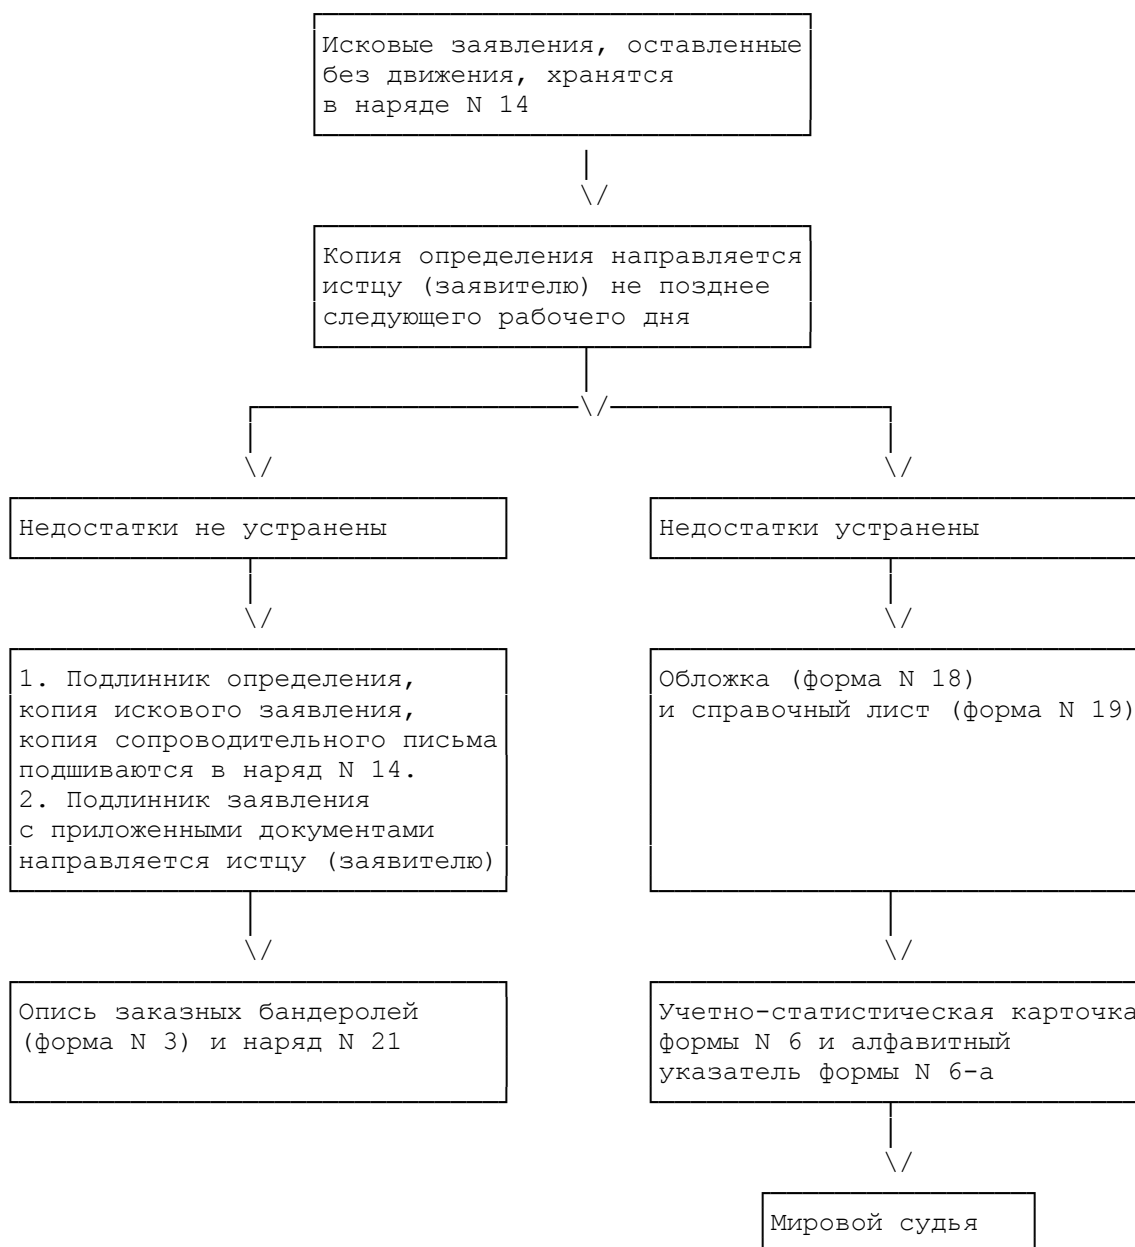 Исковые заявления, оставленные
без движения, хранятся
в наряде N 14
Копия определения направляется
истцу (заявителю) не позднее
следующего рабочего дня
Недостатки не устранены
Недостатки устранены
1. Подлинник определения,
копия искового заявления,
копия сопроводительного письма
подшиваются в наряд N 14.
2. Подлинник заявления
с приложенными документами
направляется истцу (заявителю)
Обложка (форма N 18)
и справочный лист (форма N 19)
Опись заказных бандеролей
(форма N 3) и наряд N 21
Учетно-статистическая карточка
формы N 6 и алфавитный
указатель формы N 6-а
Мировой судья